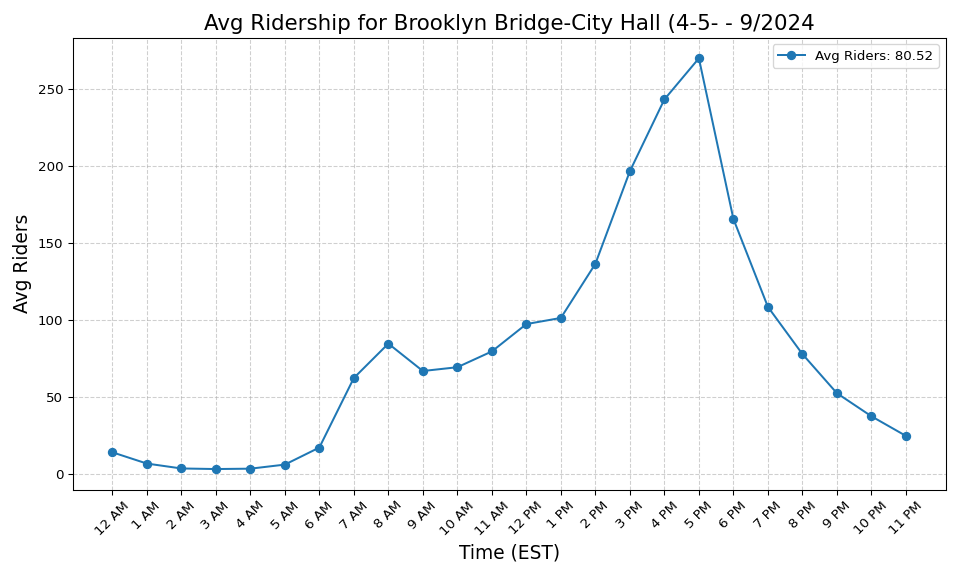 Avg Ridership for Brooklyn Bridge-City Hall (4-5- - 9/2024
Avg Riders: 80.52
Avg Riders
250
200
150
100
50
0
12 AM 1 AM 2 AM 3 AM 4 AM 5 AM 6 AM 7 AM 8 AM 9 AM 10 AM 11 AM 12 PM 1 PM 2 PM 3 PM 4 PM 5 PM 6 PM 7 PM 8 PM 9 PM 10 PM 11 PM
Time (EST)